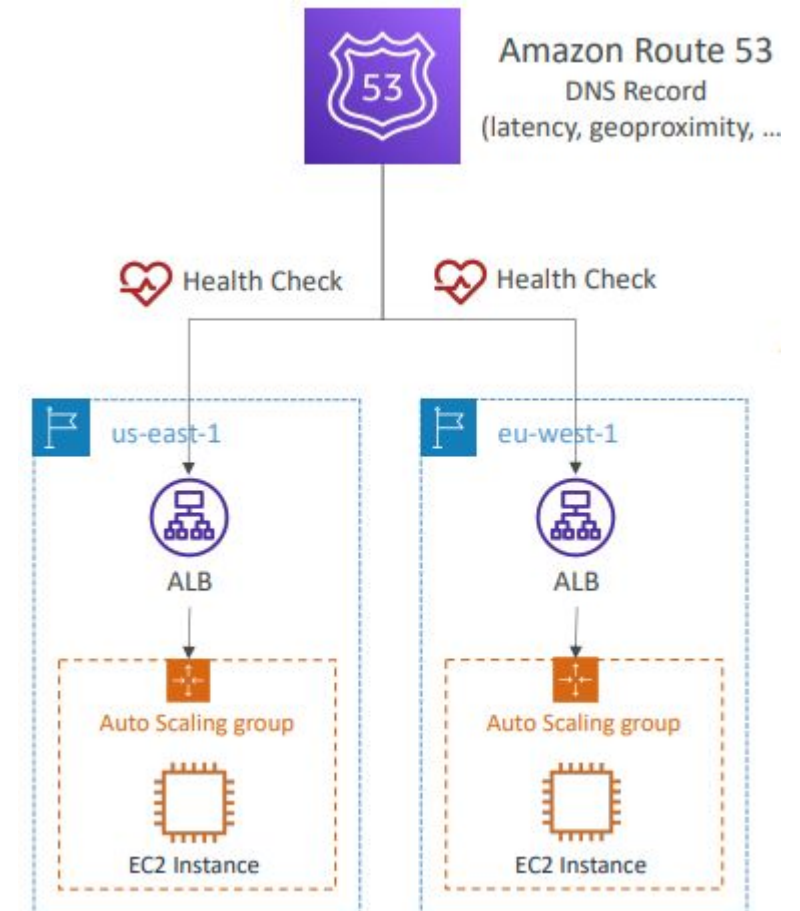 53
Amazon Route 53
DNS Record
(latency, geoproximity, ...
Health Check
Health Check
us-east-1
eu-west-1
ALB
ALB
Auto Scaling group
Auto Scaling group
EC2 Instance
EC2 Instance